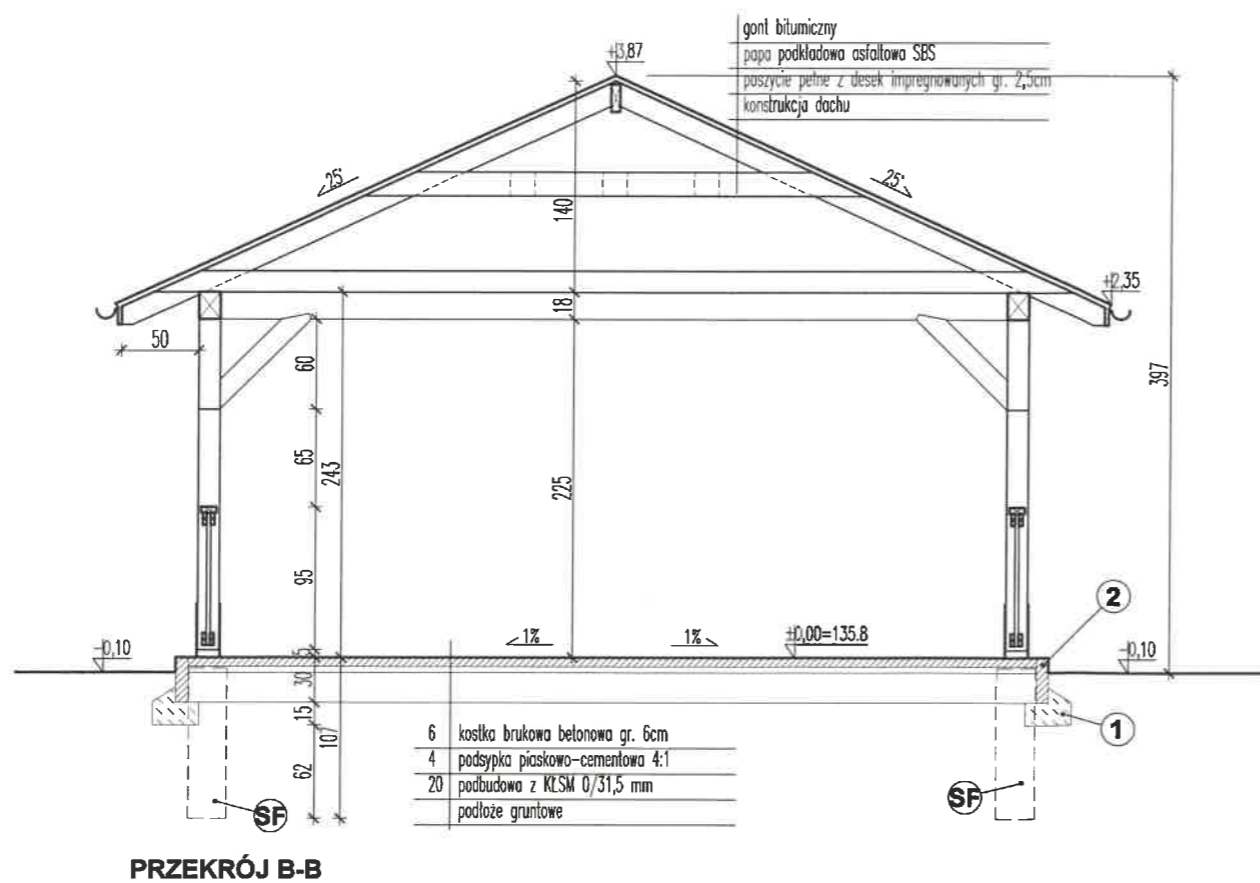 gont bitumiczny
papa podkładowa asfaltowa SBS
poszycie pełne z desek impregnowanych gr. 2,5cm
konstrukcja dachu
+3,87
25°
25°
140
+2,35
18
50
60
397
65
243
225
95
2
-0,10
1%
1%
±0,00=135.8
-0,10
5
30
15
107
62
1
6 kostka brukowa betonowa gr. 6cm
4 podsypka piaskowo-cementowa 4:1
20 podbudowa z KŁSM 0/31,5 mm
podłoże gruntowe
SF
SF
PRZEKRÓJ B-B